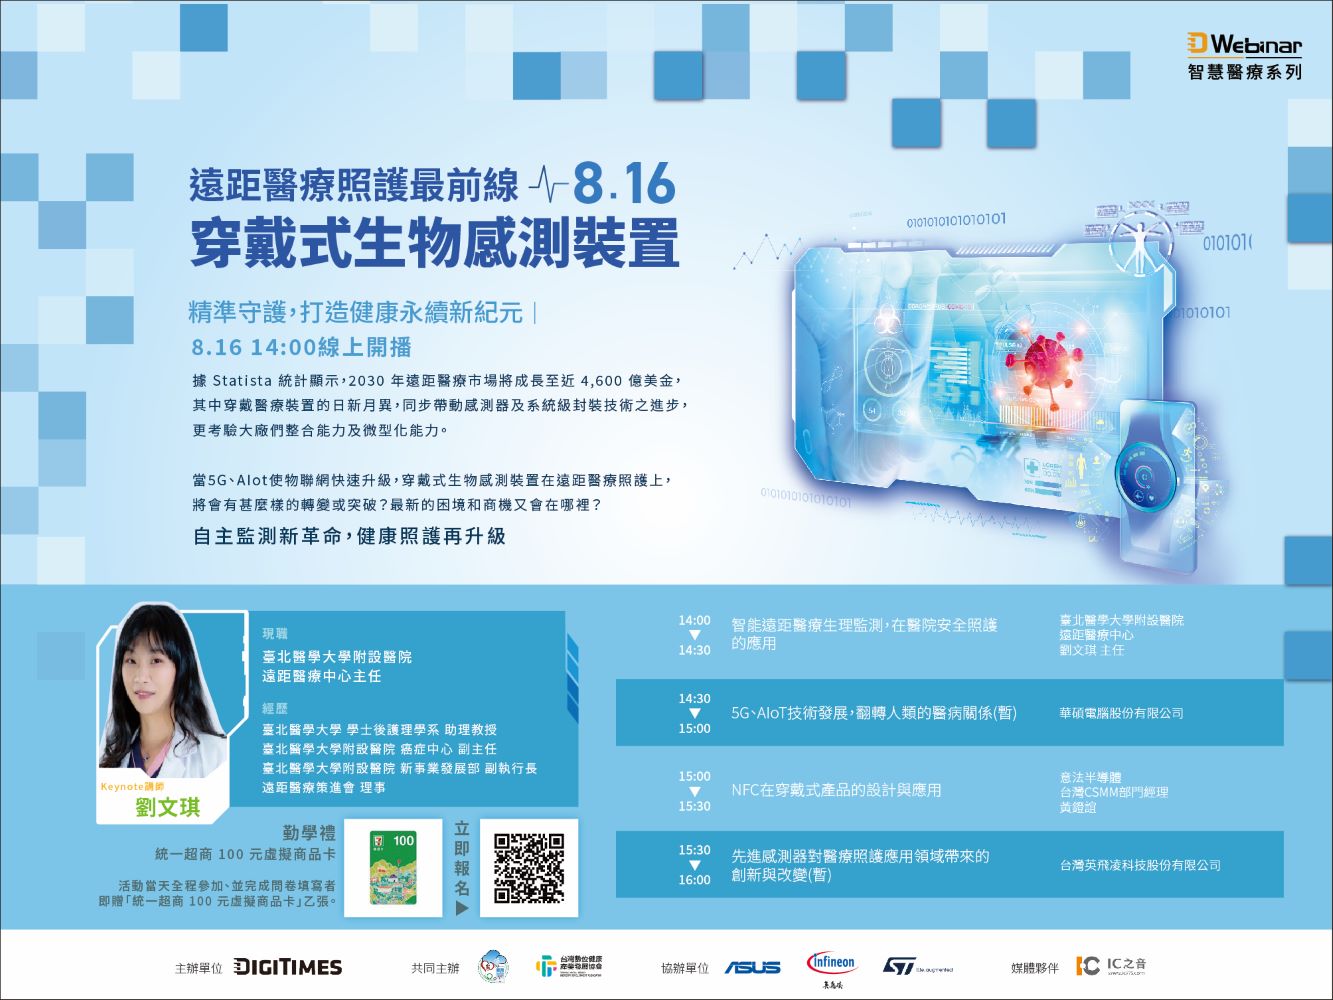 D Webinar
智慧醫療系列
遠距醫療照護最前線 8.16
穿戴式生物感測裝置
精準守護,打造健康永續新紀元|
8.16 14:00線上開播
據 Statista 統計顯示,2030 年遠距醫療市場將成長至近 4,600 億美金,
其中穿戴醫療裝置的日新月異,同步帶動感測器及系統級封裝技術之進步,
更考驗大廠們整合能力及微型化能力。
當5G、AIot使物聯網快速升級,穿戴式生物感測裝置在遠距醫療照護上,
將會有甚麼樣的轉變或突破?最新的困境和商機又會在哪裡?
自主監測新革命,健康照護再升級
0101010101010101
010101(
01010101
0101010101010101
Keynote講師
劉文琪
現職
臺北醫學大學附設醫院
遠距醫療中心主任
經歷
臺北醫學大學 學士後護理學系 助理教授
臺北醫學大學附設醫院 癌症中心 副主任
臺北醫學大學附設醫院 新事業發展部 副執行長
遠距醫療策進會 理事
勤學禮
統一超商 100 元虛擬商品卡
活動當天全程參加、並完成問卷填寫者
即贈「統一超商 100 元虛擬商品卡」乙張。
100
立即報名▶
14:00
▼
14:30
智能遠距醫療生理監測,在醫院安全照護
的應用
臺北醫學大學附設醫院
遠距醫療中心
劉文琪 主任
14:30
▼
15:00
5G、AIoT技術發展,翻轉人類的醫病關係(暫)
華碩電腦股份有限公司
15:00
▼
15:30
NFC在穿戴式產品的設計與應用
意法半導體
台灣CSMM部門經理
黃鐙誼
15:30
▼
16:00
先進感測器對醫療照護應用領域帶來的
創新與改變(暫)
台灣英飛凌科技股份有限公司
主辦單位 DIGITIMES
共同主辦
台灣數位健康
產業發展協會
協辦單位 ASUS
infineon
英飛凌
ST life.augmented
媒體夥伴 IC之音